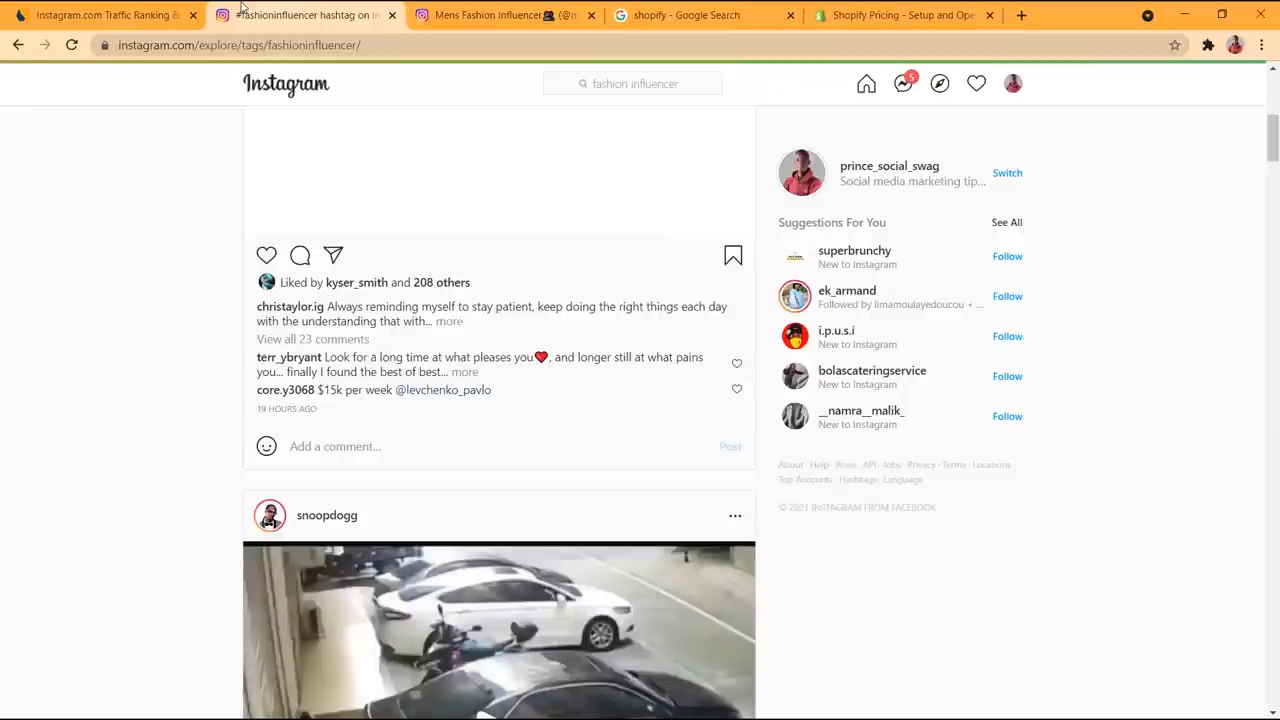 Instagram.com Traffic Ranking &
#fashioninfluencer hashtag on In
Mens Fashion Influencer👥 (@m
shopify - Google Search
Shopify Pricing - Setup and Ope
instagram.com/explore/tags/fashioninfluencer/
Instagram
fashion influencer
5
prince_social_swag
Social media marketing tip...
Switch
Suggestions For You
See All
superbrunchy
New to Instagram
Follow
ek_armand
Followed by limamoulayedoucou + ...
Follow
i.p.u.s.i
New to Instagram
Follow
bolascateringservice
New to Instagram
Follow
__namra__malik_
New to Instagram
Follow
About · Help · Press · API · Jobs · Privacy · Terms · Locations ·
Top Accounts · Hashtags · Language
© 2021 INSTAGRAM FROM FACEBOOK
Liked by kyser_smith and 208 others
christaylor.ig Always reminding myself to stay patient, keep doing the right things each day
with the understanding that with... more
View all 23 comments
terr_ybryant Look for a long time at what pleases you❤, and longer still at what pains
you... finally I found the best of best... more
core.y3068 $15k per week @levchenko_pavlo
19 HOURS AGO
Add a comment...
Post
snoopdogg